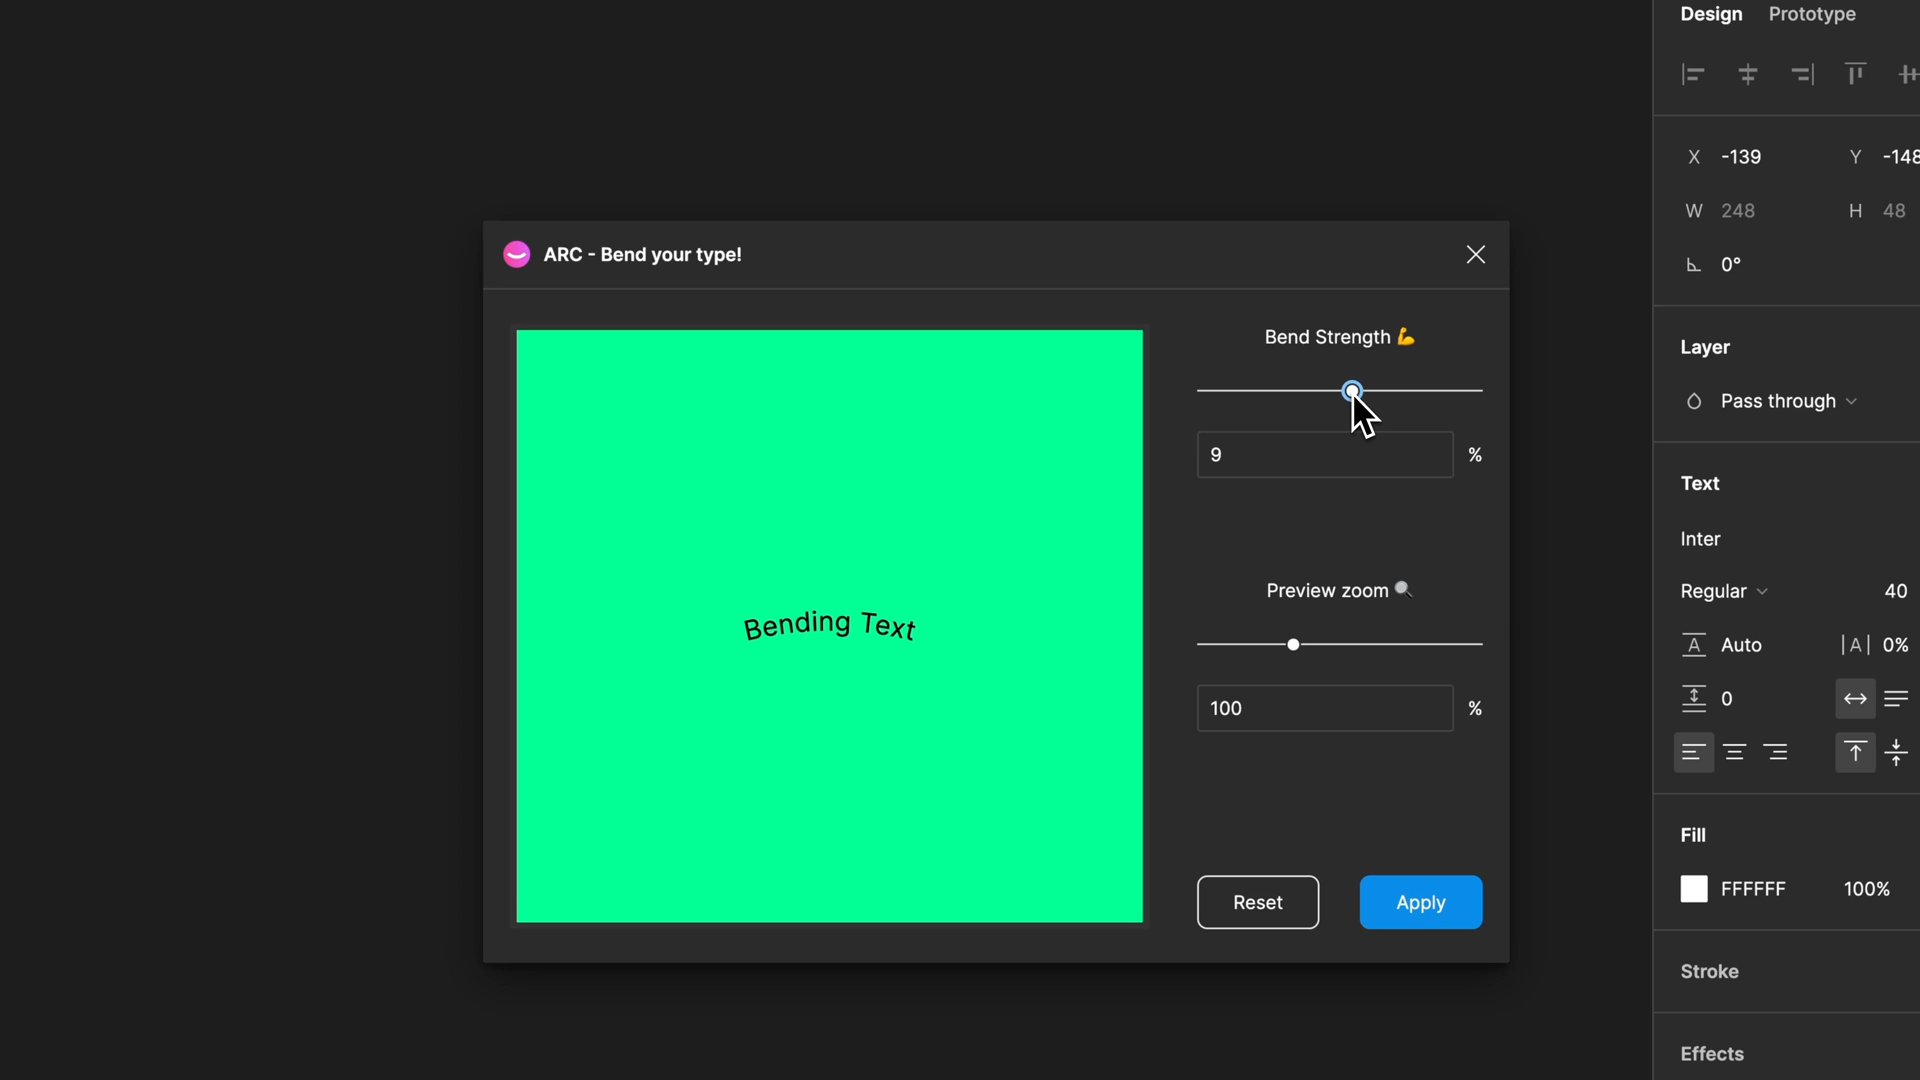 Design Prototype
X -139 Y -148
W 248 H 48
0°
ARC - Bend your type!
Bend Strength 💪
9 %
Bending Text
Preview zoom 🔍
100 %
Reset Apply
Layer
Pass through
Text
Inter
Regular 40
A Auto |A| 0%
0
Fill
FFFFFF 100%
Stroke
Effects